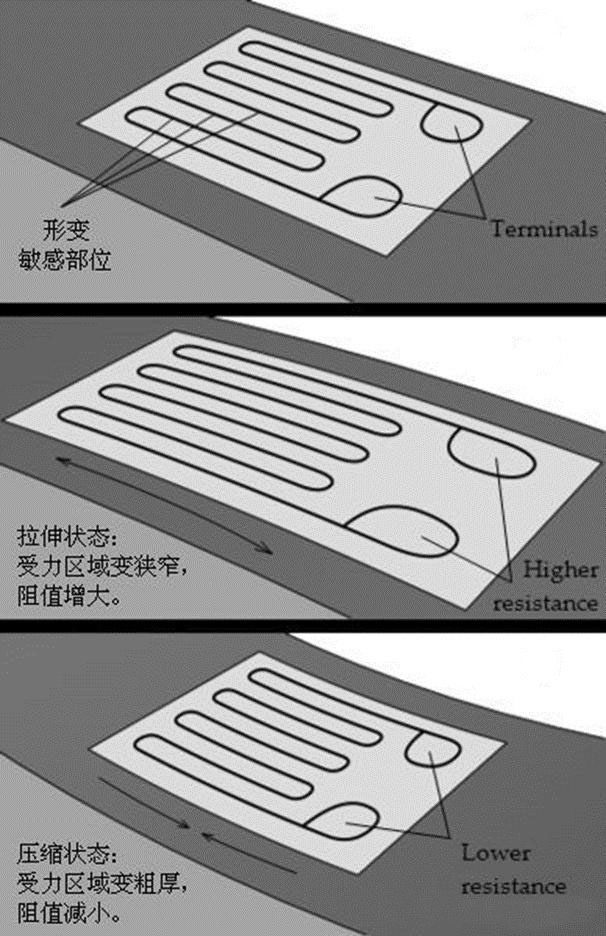 形变
敏感部位
Terminals
拉伸状态：
受力区域变狭窄，
阻值增大。
Higher
resistance
压缩状态：
受力区域变粗厚，
阻值减小。
Lower
resistance